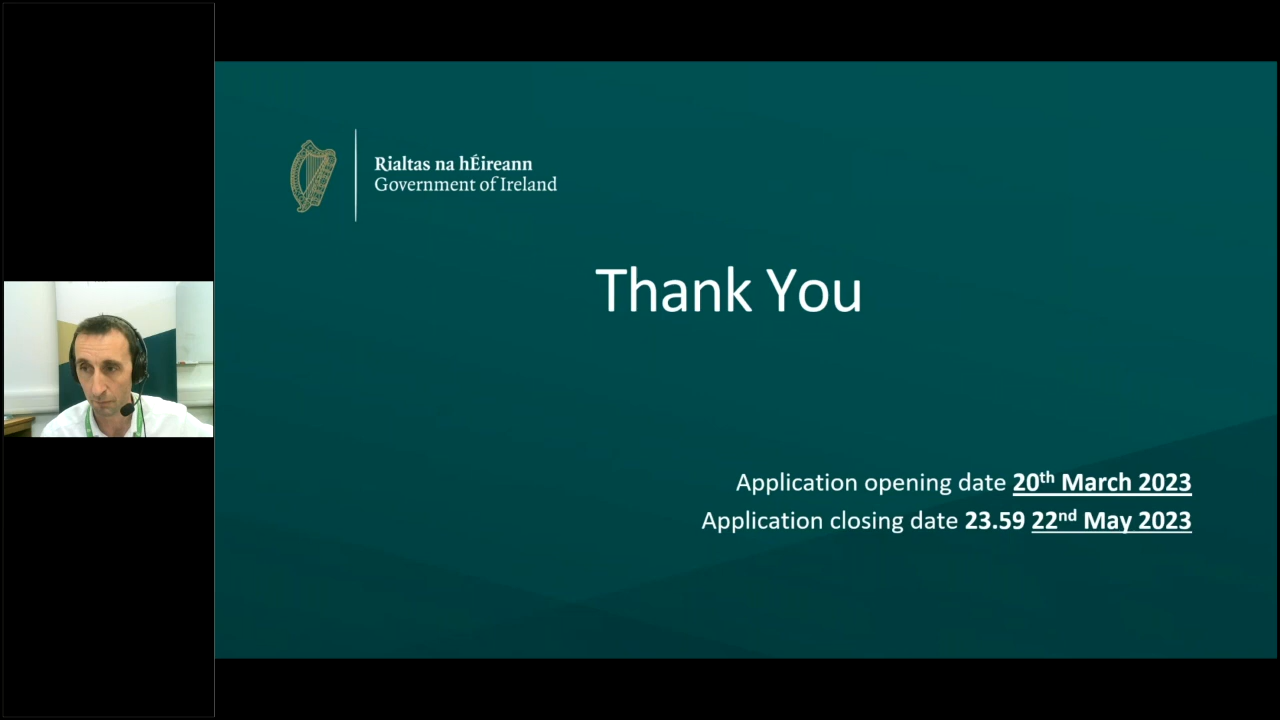 Rialtas na hÉireann
Government of Ireland
Thank You
Application opening date 20th March 2023
Application closing date 23.59 22nd May 2023